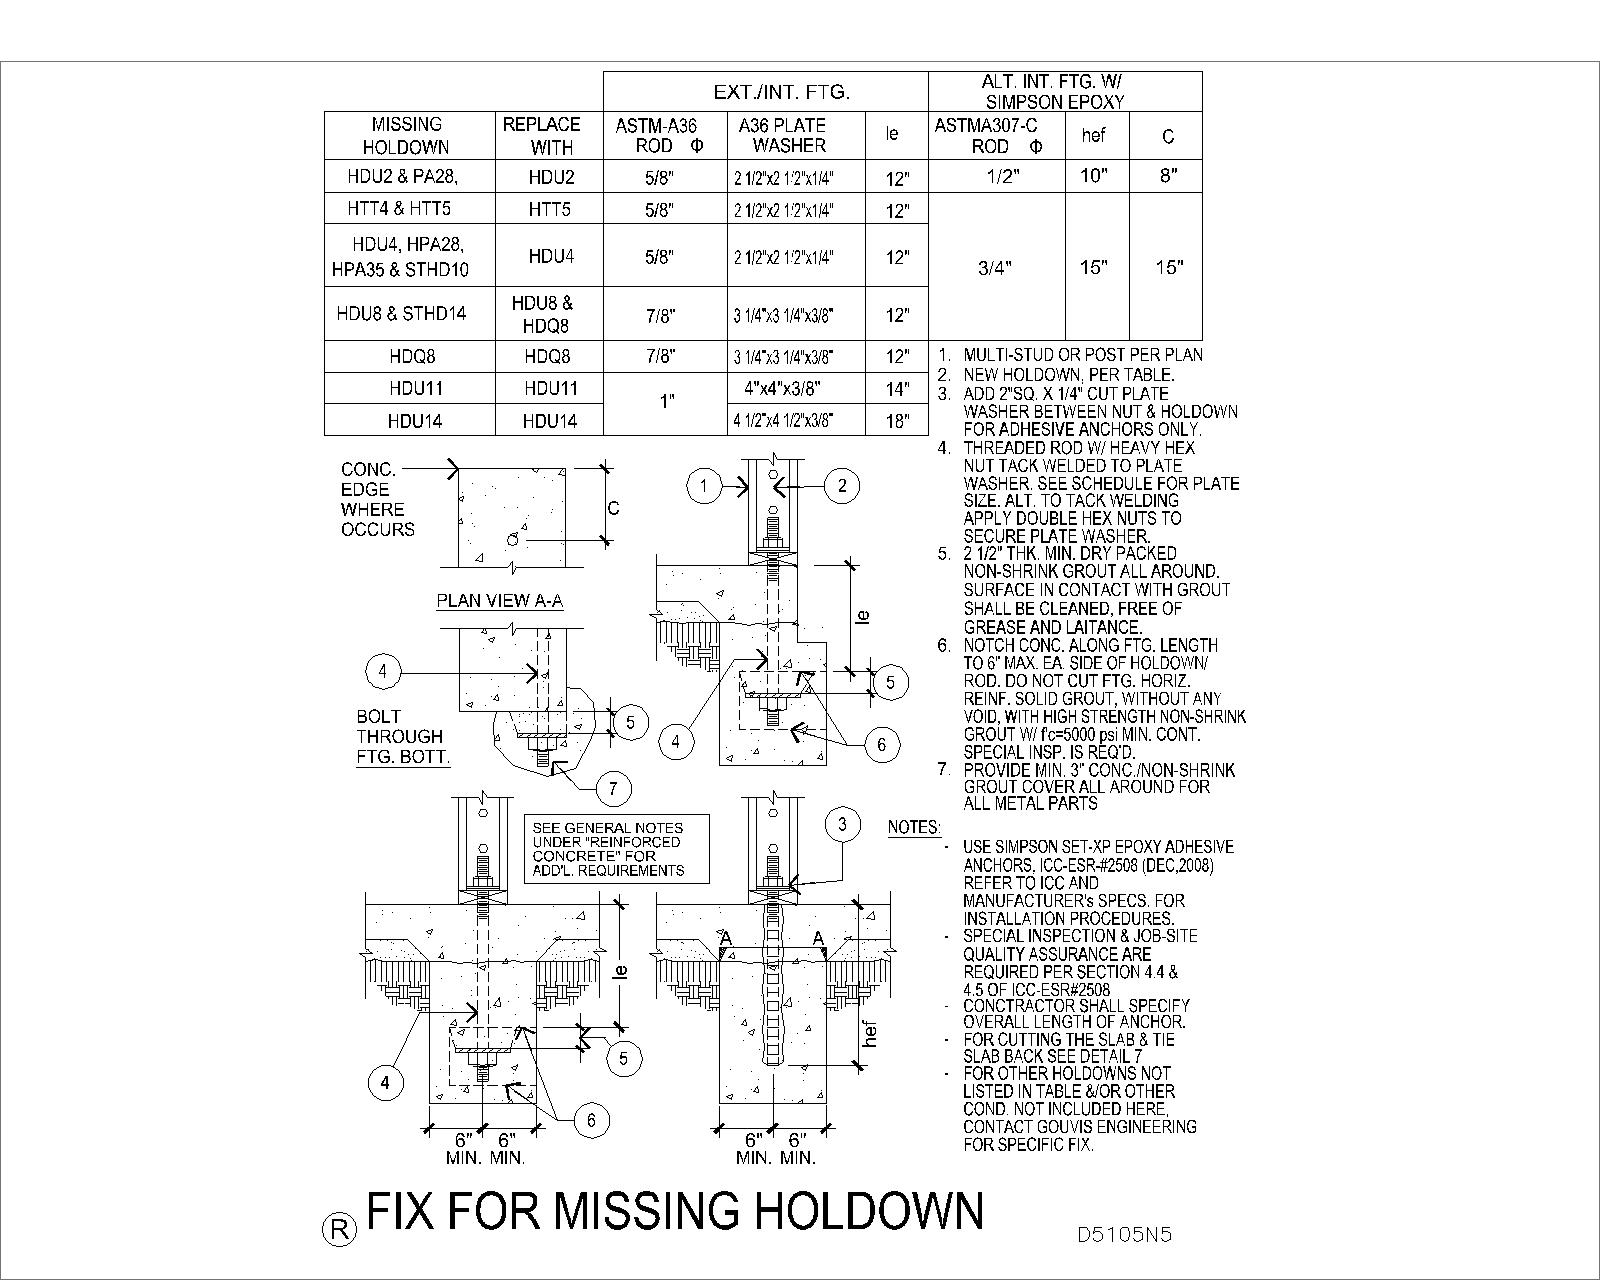 EXT./INT. FTG.
ALT. INT. FTG. W/
SIMPSON EPOXY
MISSING
HOLDOWN
REPLACE
WITH
ASTM-A36
ROD Φ
A36 PLATE
WASHER
le
ASTMA307-C
ROD Φ
hef
C
HDU2 & PA28, HDU2 5/8" 2 1/2"x2 1/2"x1/4" 12" 1/2" 10" 8"
HTT4 & HTT5 HTT5 5/8" 2 1/2"x2 1/2"x1/4" 12"
HDU4, HPA28,
HPA35 & STHD10
HDU4 5/8" 2 1/2"x2 1/2"x1/4" 12"
3/4" 15" 15"
HDU8 & STHD14
HDU8 &
HDQ8
7/8" 3 1/4"x3 1/4"x3/8" 12"
HDQ8 HDQ8 7/8" 3 1/4"x3 1/4"x3/8" 12"
HDU11 HDU11 1" 4"x4"x3/8" 14"
HDU14 HDU14 4 1/2"x4 1/2"x3/8" 18"
1. MULTI-STUD OR POST PER PLAN
2. NEW HOLDOWN, PER TABLE.
3. ADD 2"SQ. X 1/4" CUT PLATE
WASHER BETWEEN NUT & HOLDOWN
FOR ADHESIVE ANCHORS ONLY.
4. THREADED ROD W/ HEAVY HEX
NUT TACK WELDED TO PLATE
WASHER. SEE SCHEDULE FOR PLATE
SIZE. ALT. TO TACK WELDING
APPLY DOUBLE HEX NUTS TO
SECURE PLATE WASHER.
5. 2 1/2" THK. MIN. DRY PACKED
NON-SHRINK GROUT ALL AROUND.
SURFACE IN CONTACT WITH GROUT
SHALL BE CLEANED, FREE OF
GREASE AND LAITANCE.
6. NOTCH CONC. ALONG FTG. LENGTH
TO 6" MAX. EA. SIDE OF HOLDOWN/
ROD. DO NOT CUT FTG. HORIZ.
REINF. SOLID GROUT, WITHOUT ANY
VOID, WITH HIGH STRENGTH NON-SHRINK
GROUT W/ f'c=5000 psi MIN. CONT.
SPECIAL INSP. IS REQ'D.
7. PROVIDE MIN. 3" CONC./NON-SHRINK
GROUT COVER ALL AROUND FOR
ALL METAL PARTS
NOTES:
- USE SIMPSON SET-XP EPOXY ADHESIVE
ANCHORS, ICC-ESR-#2508 (DEC,2008)
REFER TO ICC AND
MANUFACTURER's SPECS. FOR
INSTALLATION PROCEDURES.
- SPECIAL INSPECTION & JOB-SITE
QUALITY ASSURANCE ARE
REQUIRED PER SECTION 4.4 &
4.5 OF ICC-ESR#2508
- CONCTRACTOR SHALL SPECIFY
OVERALL LENGTH OF ANCHOR.
- FOR CUTTING THE SLAB & TIE
SLAB BACK SEE DETAIL 7
- FOR OTHER HOLDOWNS NOT
LISTED IN TABLE &/OR OTHER
COND. NOT INCLUDED HERE,
CONTACT GOUVIS ENGINEERING
FOR SPECIFIC FIX.
CONC.
EDGE
WHERE
OCCURS
C
PLAN VIEW A-A
1
2
le
4
5
6
4
BOLT
THROUGH
FTG. BOTT.
5
7
SEE GENERAL NOTES
UNDER "REINFORCED
CONCRETE" FOR
ADD'L. REQUIREMENTS
le
4
5
6
6" 6"
MIN. MIN.
3
A A
hef
6" 6"
MIN. MIN.
R FIX FOR MISSING HOLDOWN
D5105N5